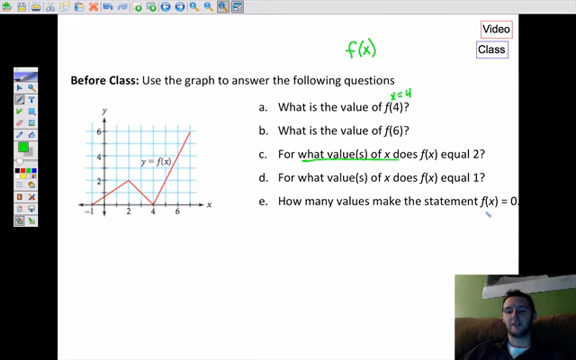 Video
f(x)
Class
Before Class: Use the graph to answer the following questions
x=4
a. What is the value of f(4)?
b. What is the value of f(6)?
c. For what value(s) of x does f(x) equal 2?
d. For what value(s) of x does f(x) equal 1?
e. How many values make the statement f(x) = 0.
y
6
4
y = f(x)
2
-1 2 4 6 x